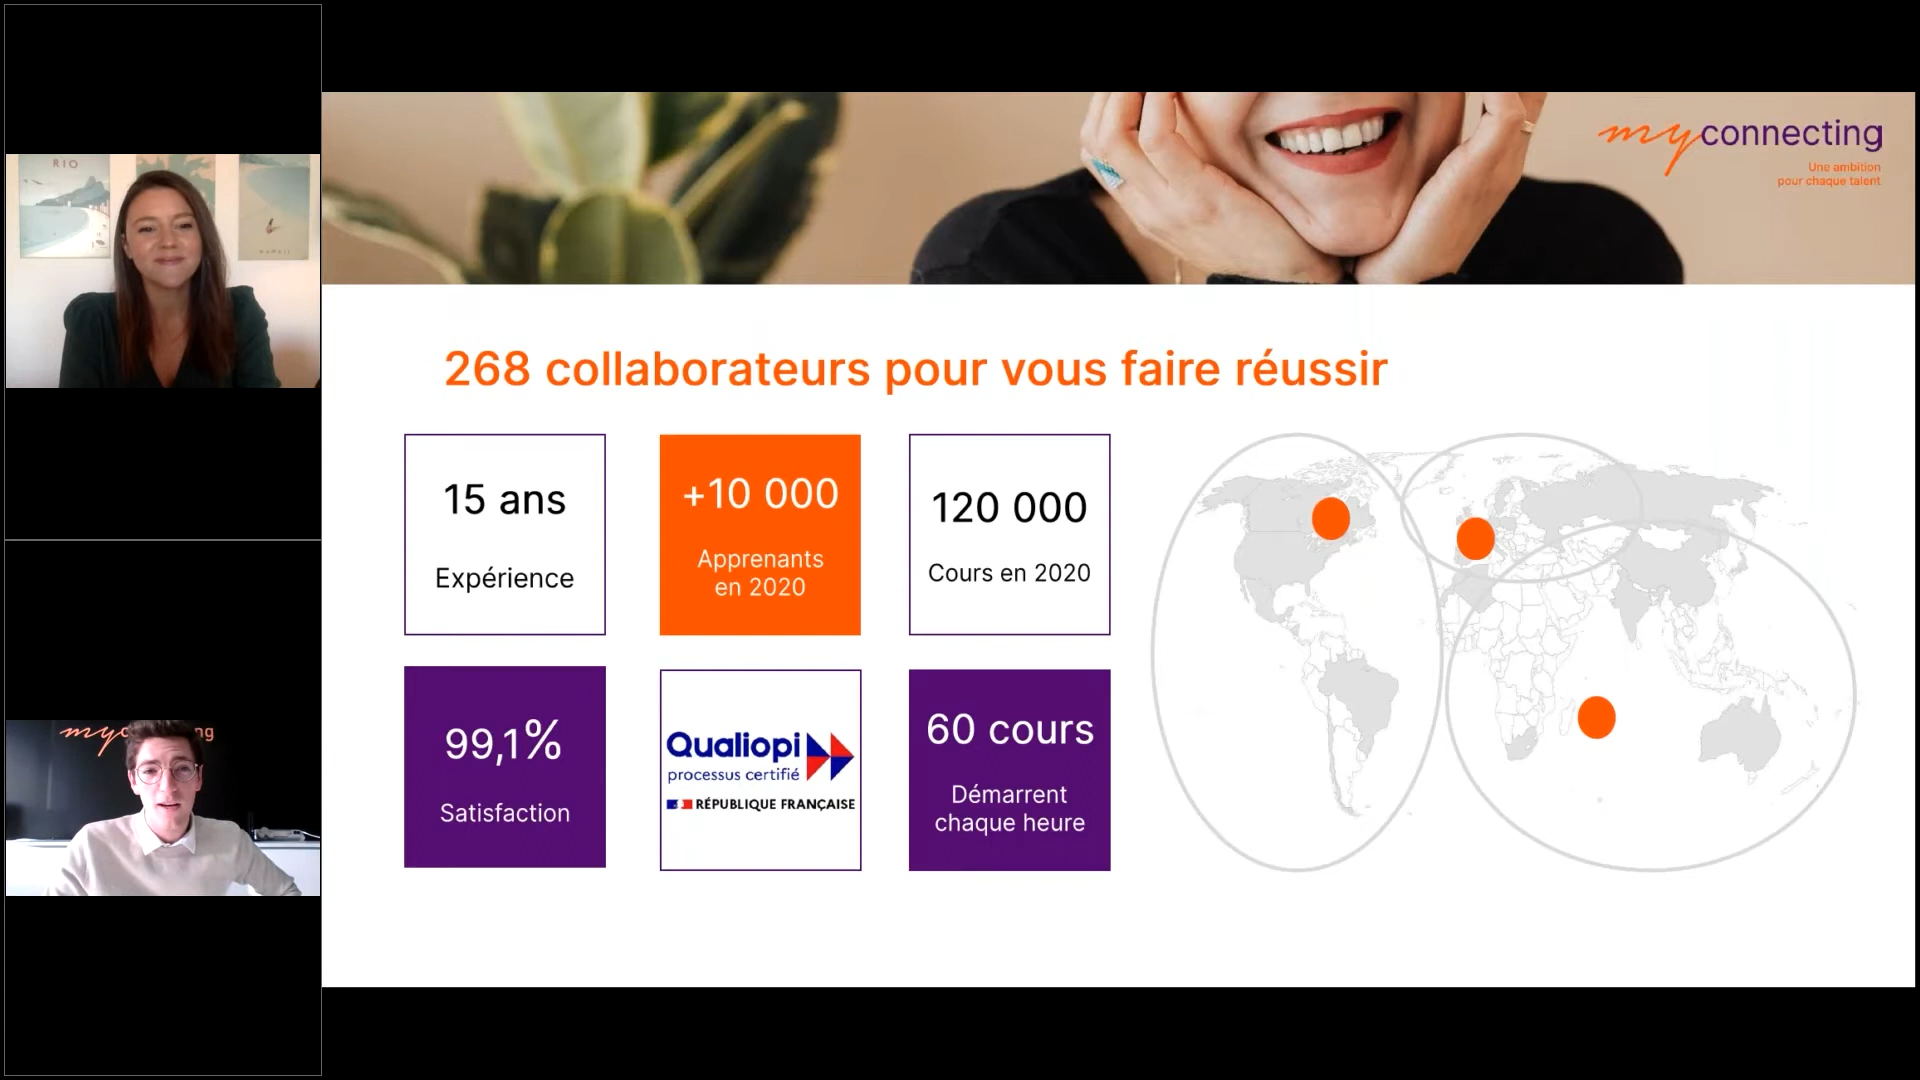 RIO
HAWAII
myconnecting
Une ambition
pour chaque talent
268 collaborateurs pour vous faire réussir
15 ans
Expérience
+10 000
Apprenants
en 2020
120 000
Cours en 2020
99,1%
Satisfaction
Qualiopi
processus certifié
RÉPUBLIQUE FRANÇAISE
60 cours
Démarrent
chaque heure